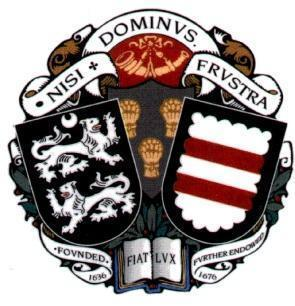 NISI DOMINVS FRVSTRA
FOVNDED 1636
FIAT LVX
FVRTHER ENDOWED 1676